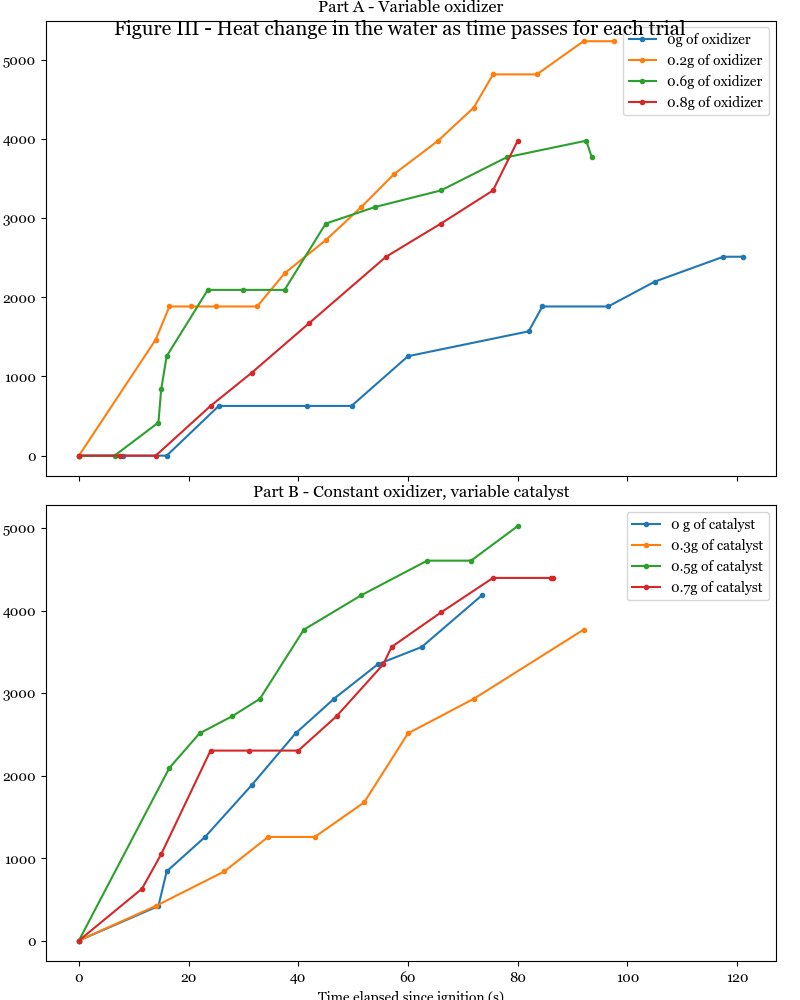 Part A - Variable oxidizer
Figure III - Heat change in the water as time passes for each trial
0g of oxidizer
0.2g of oxidizer
0.6g of oxidizer
0.8g of oxidizer
5000
4000
3000
2000
1000
0
Part B - Constant oxidizer, variable catalyst
0 g of catalyst
0.3g of catalyst
0.5g of catalyst
0.7g of catalyst
5000
4000
3000
2000
1000
0
0 20 40 60 80 100 120
Time elapsed since ignition (s)